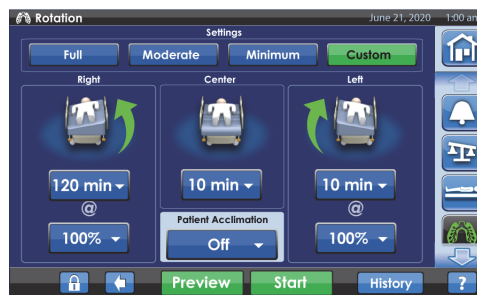 Rotation
June 21, 2020 1:00 am
Settings
Full Moderate Minimum Custom
Right Center Left
120 min 10 min 10 min
@ @
100% 100%
Patient Acclimation
Off
Preview Start History ?